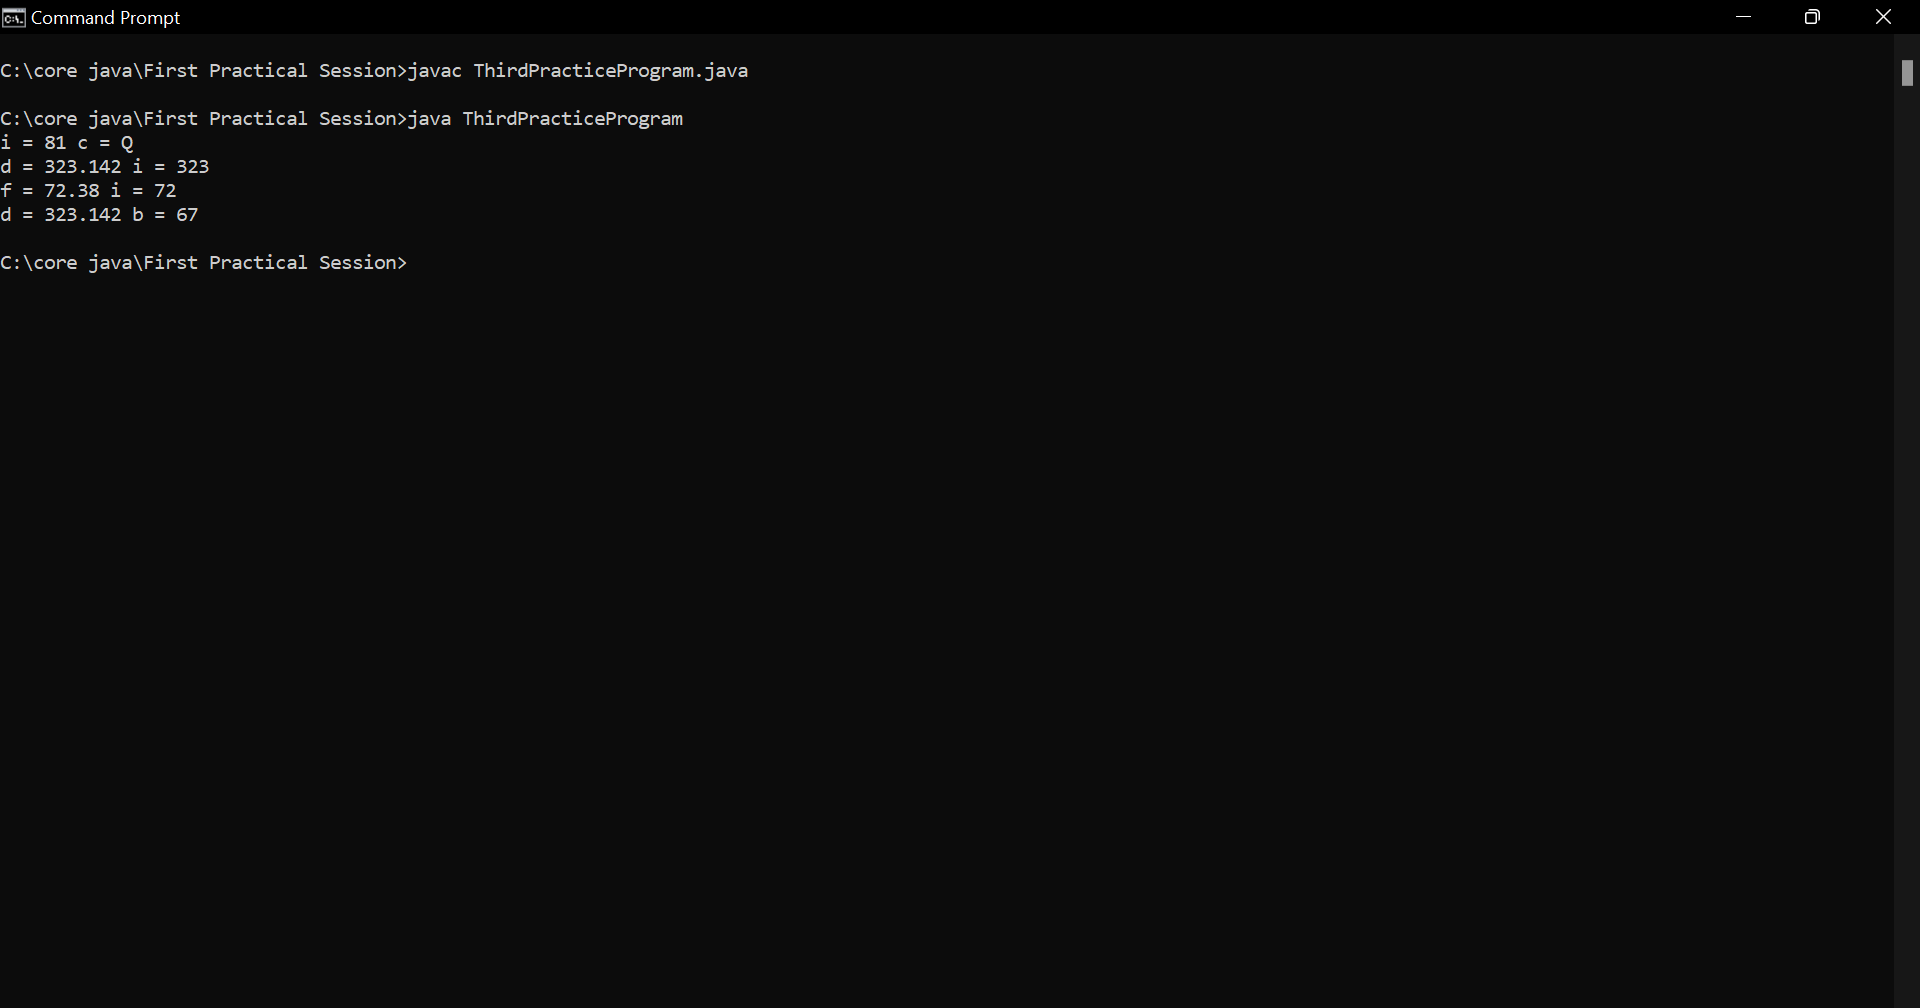 Command Prompt
C:\core java\First Practical Session>javac ThirdPracticeProgram.java
C:\core java\First Practical Session>java ThirdPracticeProgram
i = 81 c = Q
d = 323.142 i = 323
f = 72.38 i = 72
d = 323.142 b = 67
C:\core java\First Practical Session>